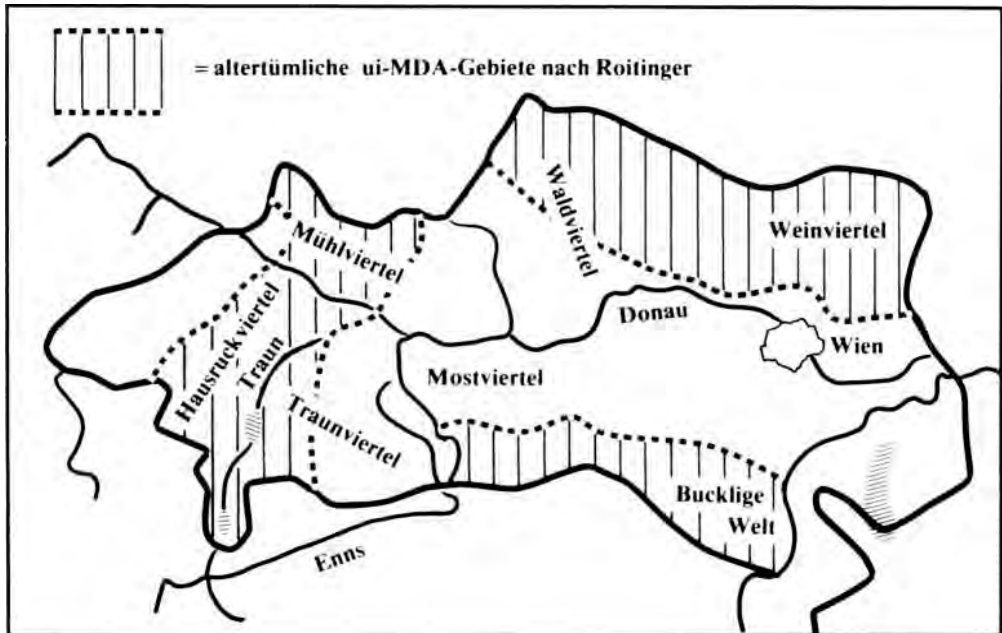 = altertümliche ui-MDA-Gebiete nach Roitinger
Waldviertel
Weinviertel
Mühlviertel
Hausruckviertel
Traun
Donau
Wien
Mostviertel
Traunviertel
Bucklige
Welt
Enns